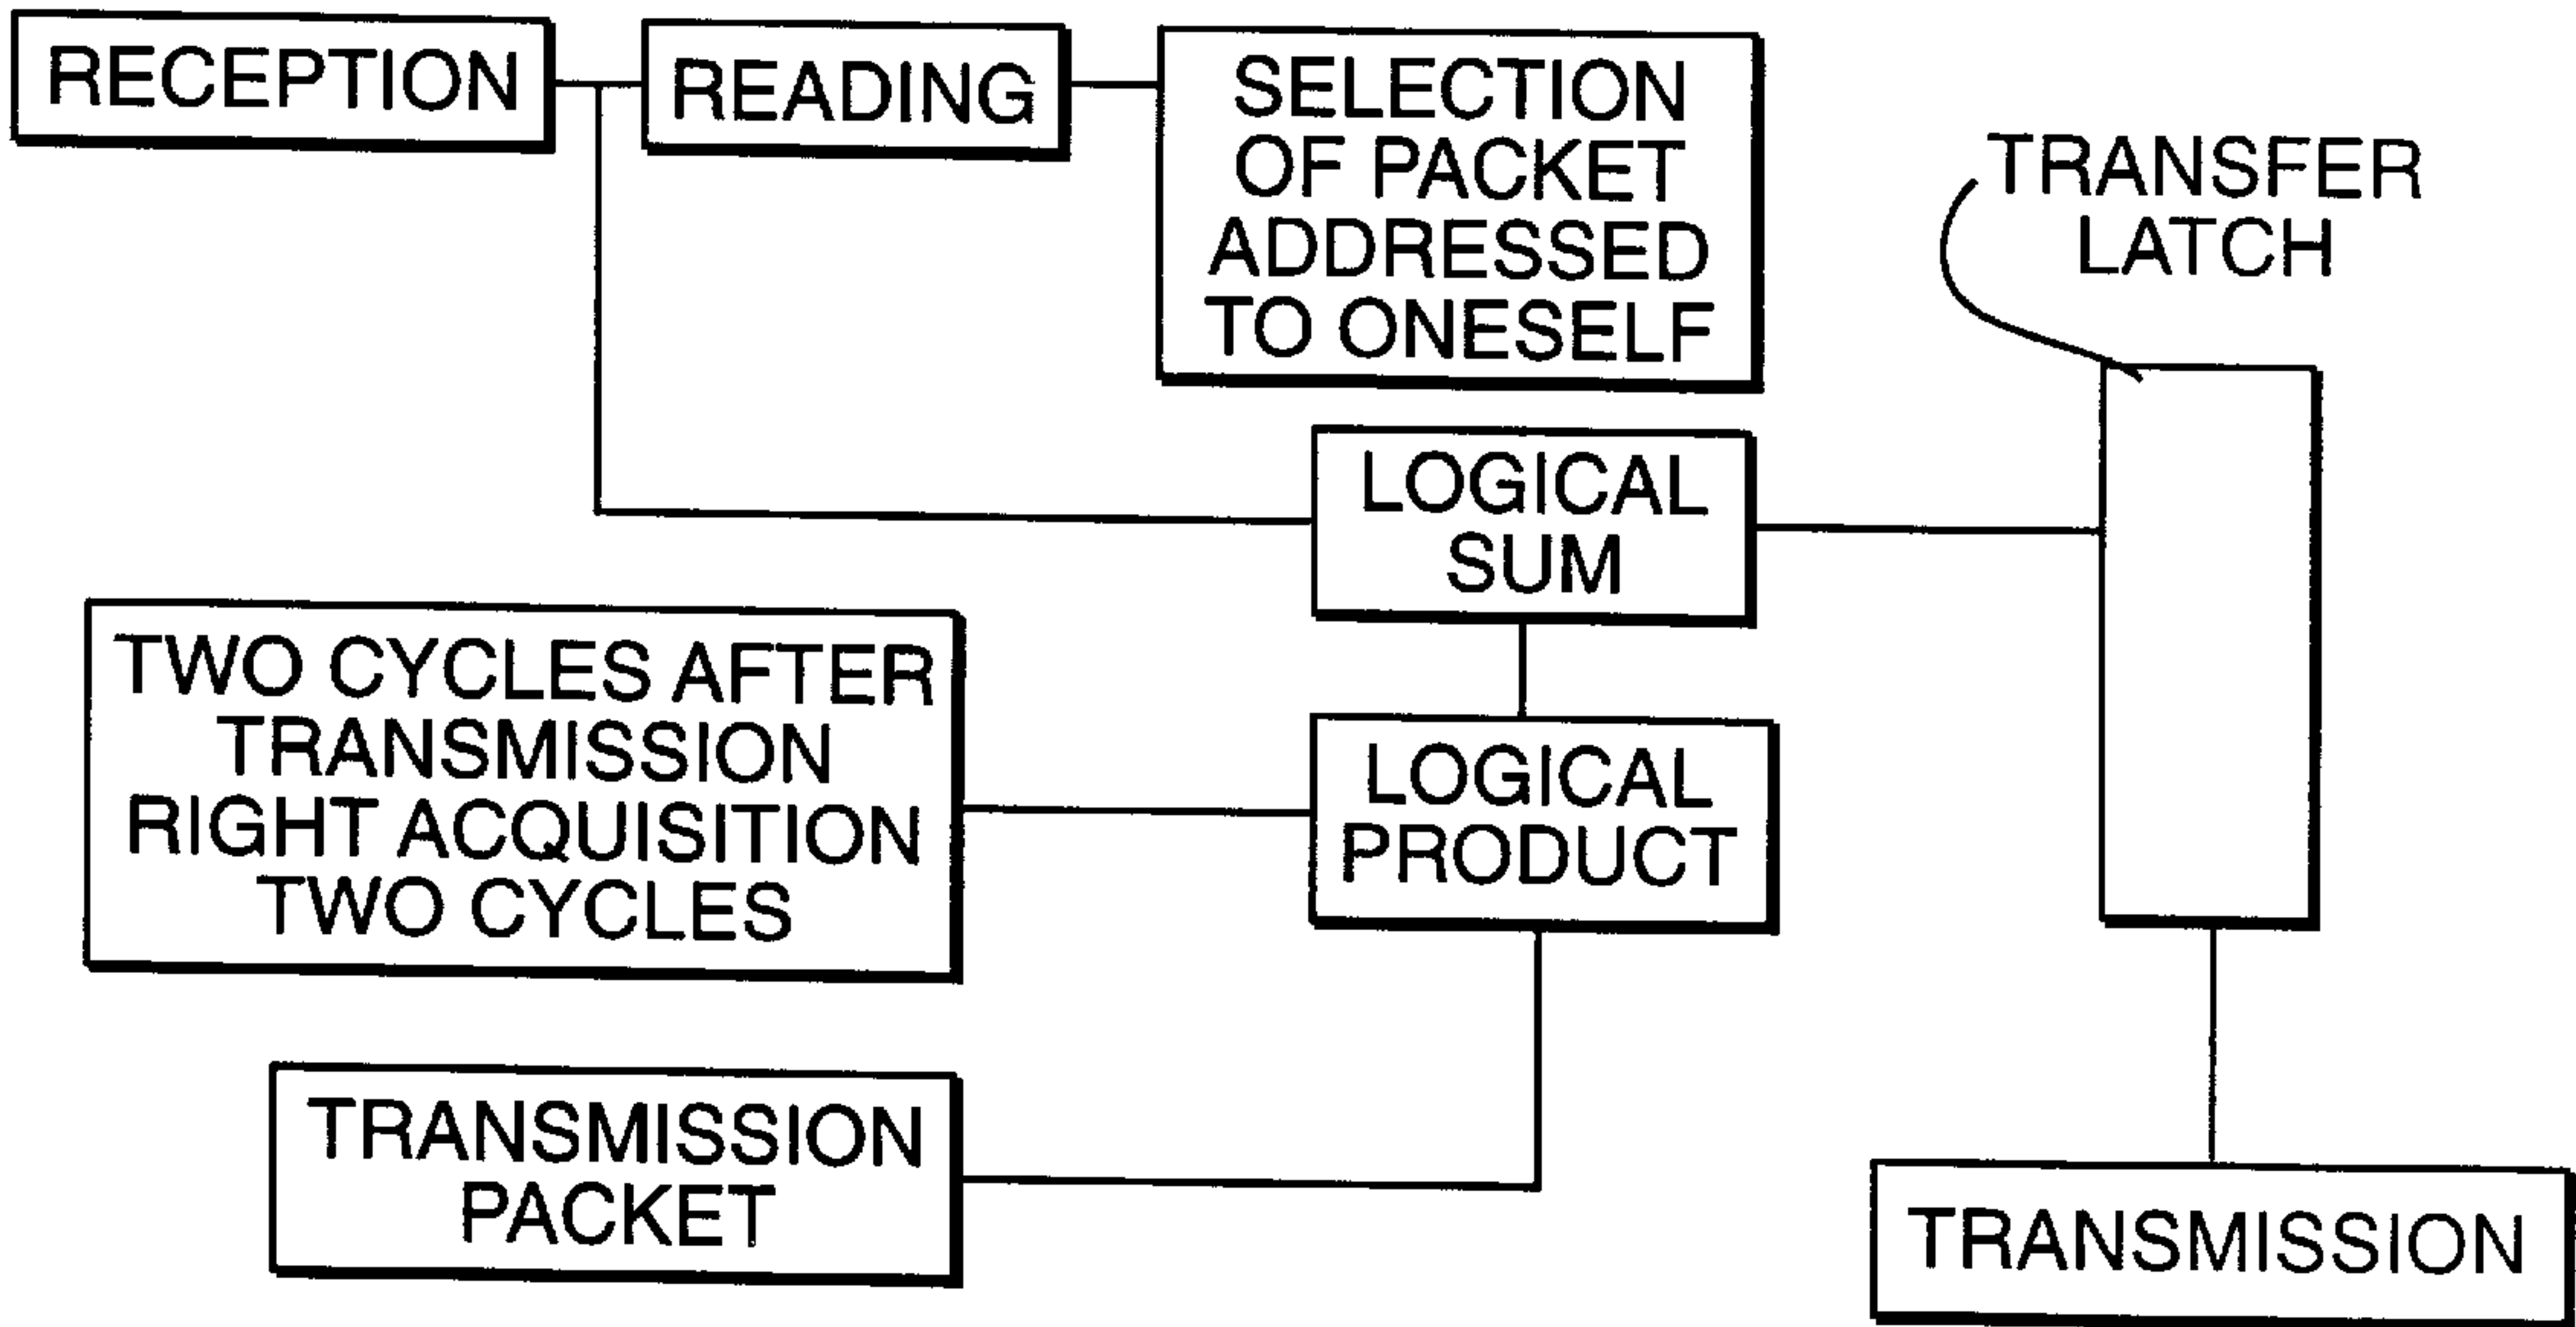 RECEPTION
READING
SELECTION
OF PACKET
ADDRESSED
TO ONESELF
TRANSFER
LATCH
LOGICAL
SUM
TWO CYCLES AFTER
TRANSMISSION
RIGHT ACQUISITION
TWO CYCLES
LOGICAL
PRODUCT
TRANSMISSION
PACKET
TRANSMISSION